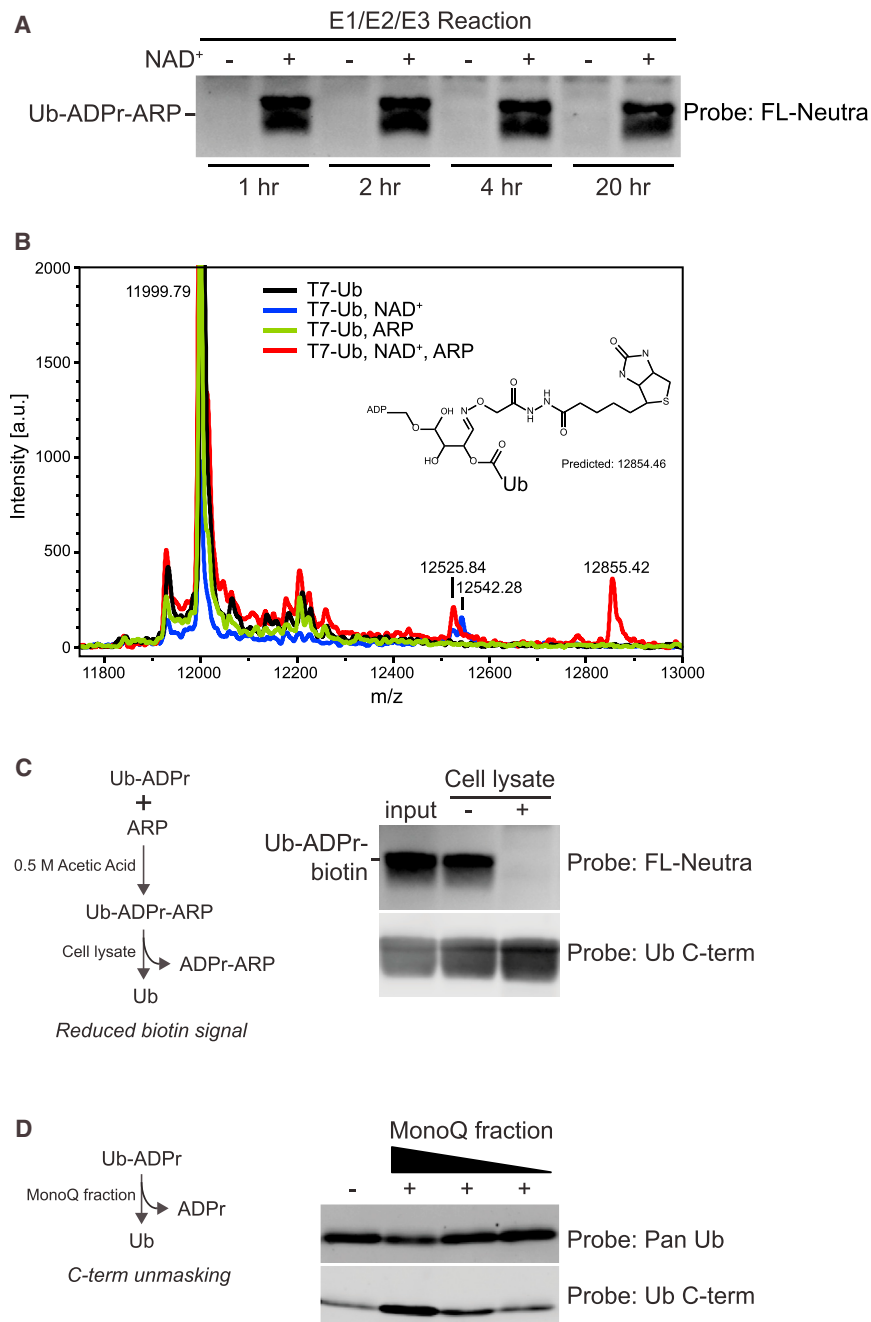 A
E1/E2/E3 Reaction
NAD+ - + - + - + - +
Ub-ADPr-ARP
Probe: FL-Neutra
1 hr 2 hr 4 hr 20 hr
B
2000
1500
1000
500
0
Intensity [a.u.]
11999.79
T7-Ub
T7-Ub, NAD+
T7-Ub, ARP
T7-Ub, NAD+, ARP
O
N
N
S
ADP
O
OH
HO
O
O
Ub
N
O
O
H
N
N
H
O
Predicted: 12854.46
12525.84
12542.28
12855.42
11800 12000 12200 12400 12600 12800 13000
m/z
C
Ub-ADPr
+
ARP
0.5 M Acetic Acid
Ub-ADPr-ARP
Cell lysate
ADPr-ARP
Ub
Reduced biotin signal
Cell lysate
input - +
Ub-ADPr-
biotin
Probe: FL-Neutra
Probe: Ub C-term
D
Ub-ADPr
MonoQ fraction
ADPr
Ub
C-term unmasking
MonoQ fraction
- + + +
Probe: Pan Ub
Probe: Ub C-term